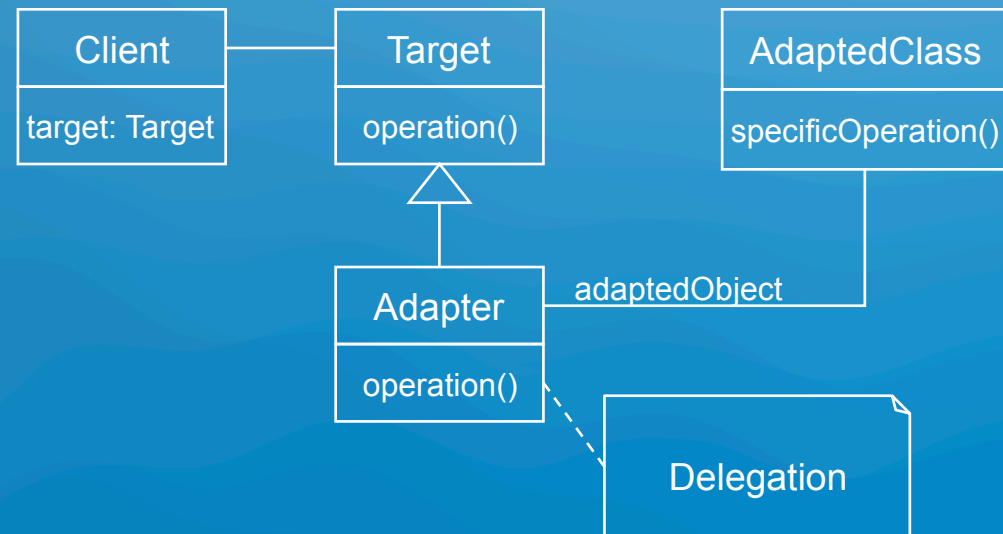 Client
target: Target
Target
operation()
AdaptedClass
specificOperation()
Adapter
operation()
adaptedObject
Delegation